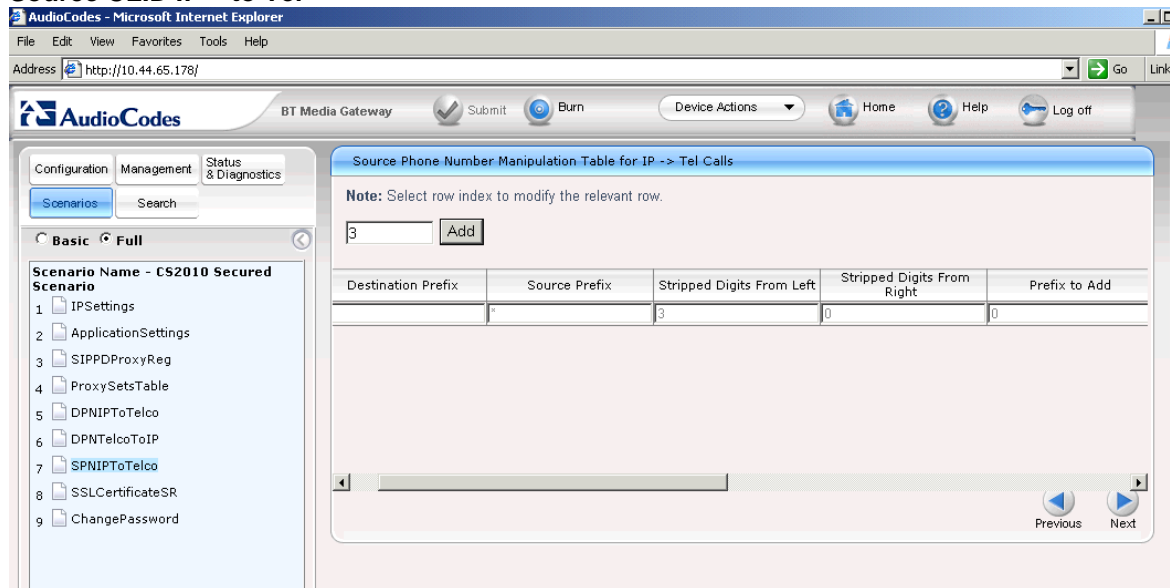 AudioCodes - Microsoft Internet Explorer
File Edit View Favorites Tools Help
Address http://10.44.65.178/ Go Link
AudioCodes BT Media Gateway Submit Burn Device Actions Home Help Log off
Configuration Management Status & Diagnostics
Scenarios Search
Basic Full
Scenario Name - CS2010 Secured Scenario
1 IPSettings
2 ApplicationSettings
3 SIPPDProxyReg
4 ProxySetsTable
5 DPNIPToTelco
6 DPNTelcoToIP
7 SPNIPToTelco
8 SSLCertificateSR
9 ChangePassword
Source Phone Number Manipulation Table for IP -> Tel Calls
Note: Select row index to modify the relevant row.
3 Add
Destination Prefix Source Prefix Stripped Digits From Left Stripped Digits From Right Prefix to Add
* 3 0 0
Previous Next